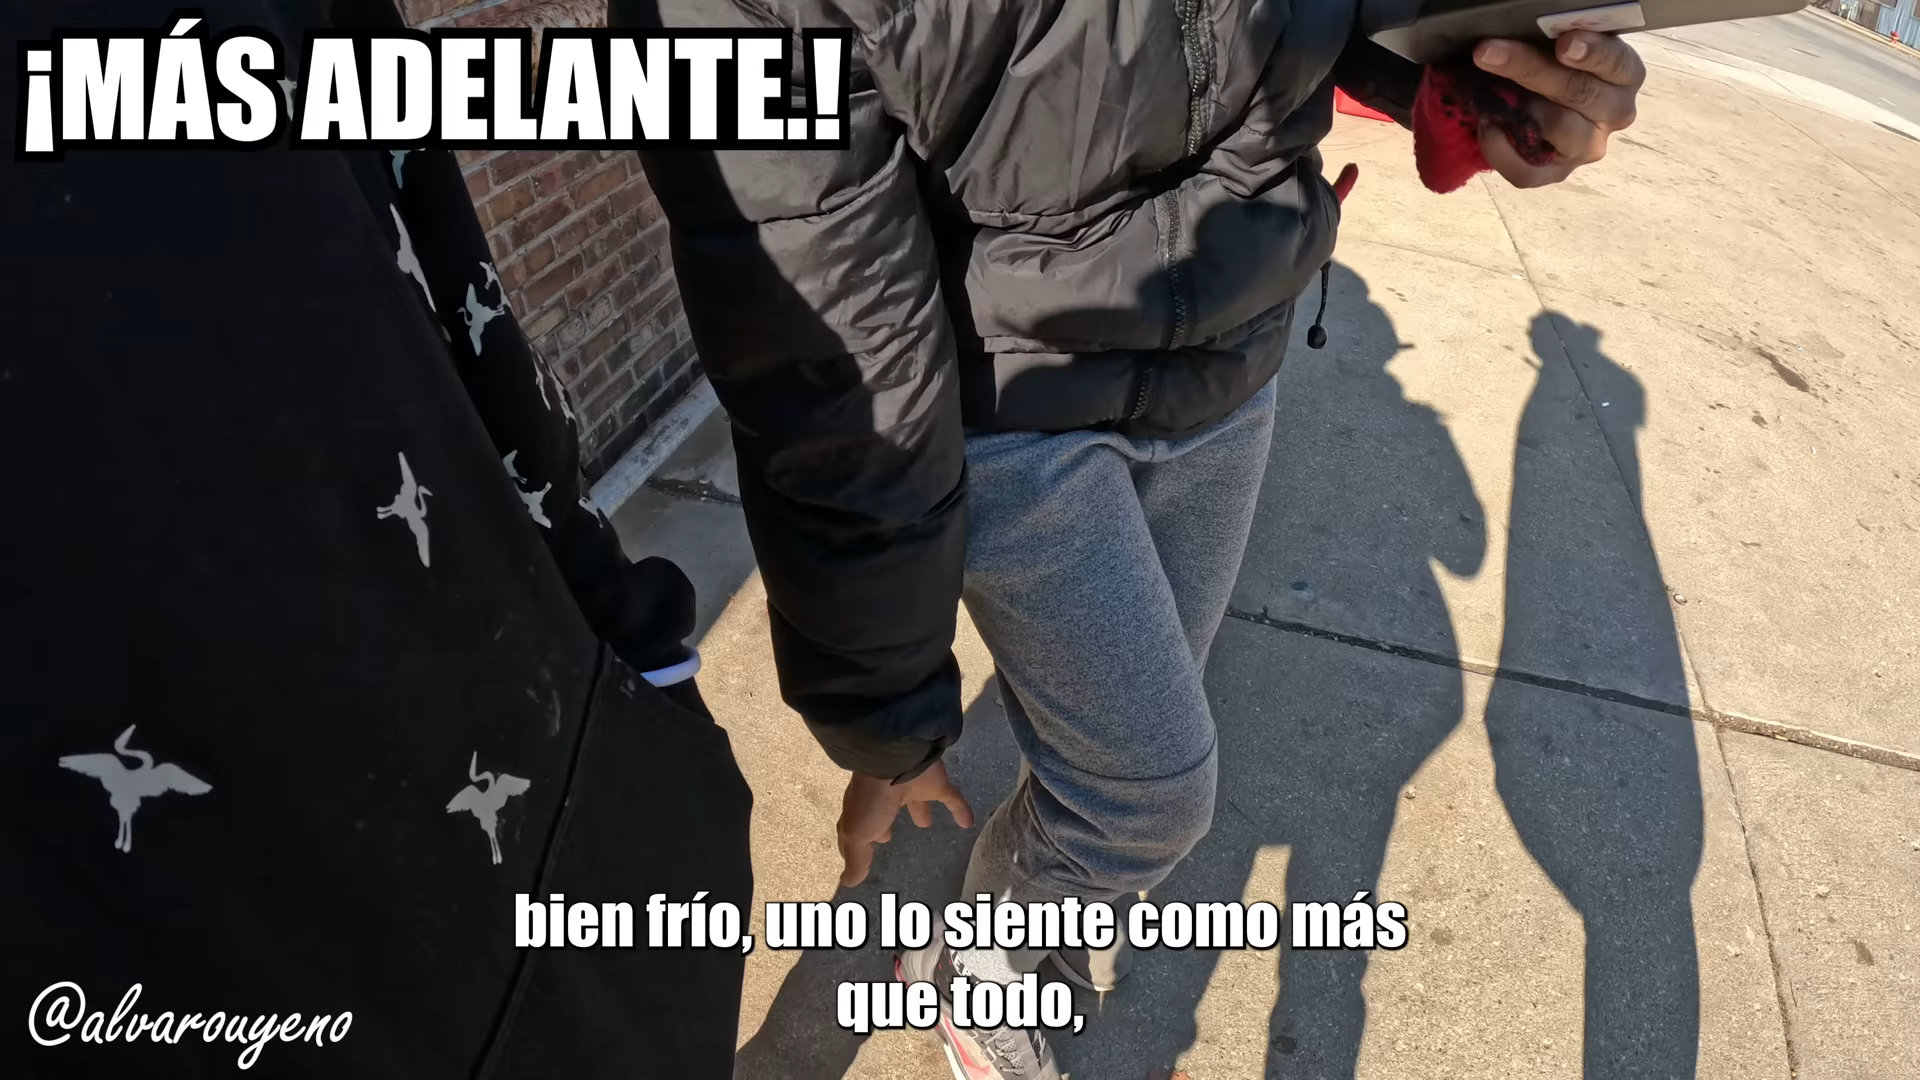 ¡MÁS ADELANTE.!
bien frío, uno lo siente como más
que todo,
@alvarouyeno